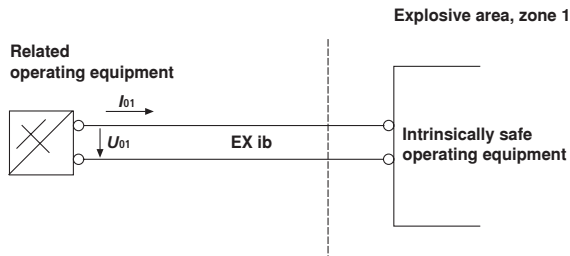 Explosive area, zone 1
Related
operating equipment
I01
U01
EX ib
Intrinsically safe
operating equipment